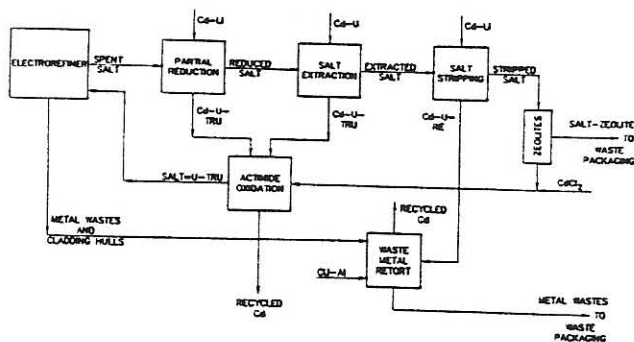 Cd-Li
Cd-U
Cd-Li
ELECTROREFINER
SPENT
SALT
PARTIAL
REDUCTION
REDUCED
SALT
SALT
EXTRACTION
EXTRACTED
SALT
SALT
STRIPPING
STRIPPED
SALT
Cd-U-
TRU
Cd-U-
TRU
Cd-U-
RE
ZEOLITES
SALT-ZEOLITE
TO
WASTE
PACKAGING
SALT=U-TRU
ACTINIDE
OXIDATION
CdCl2
METAL WASTES
AND
CLADDING HULLS
RECYCLED
Cd
WASTE
METAL
RETORT
CU-Al
RECYCLED
Cd
METAL WASTES
TO
WASTE
PACKAGING